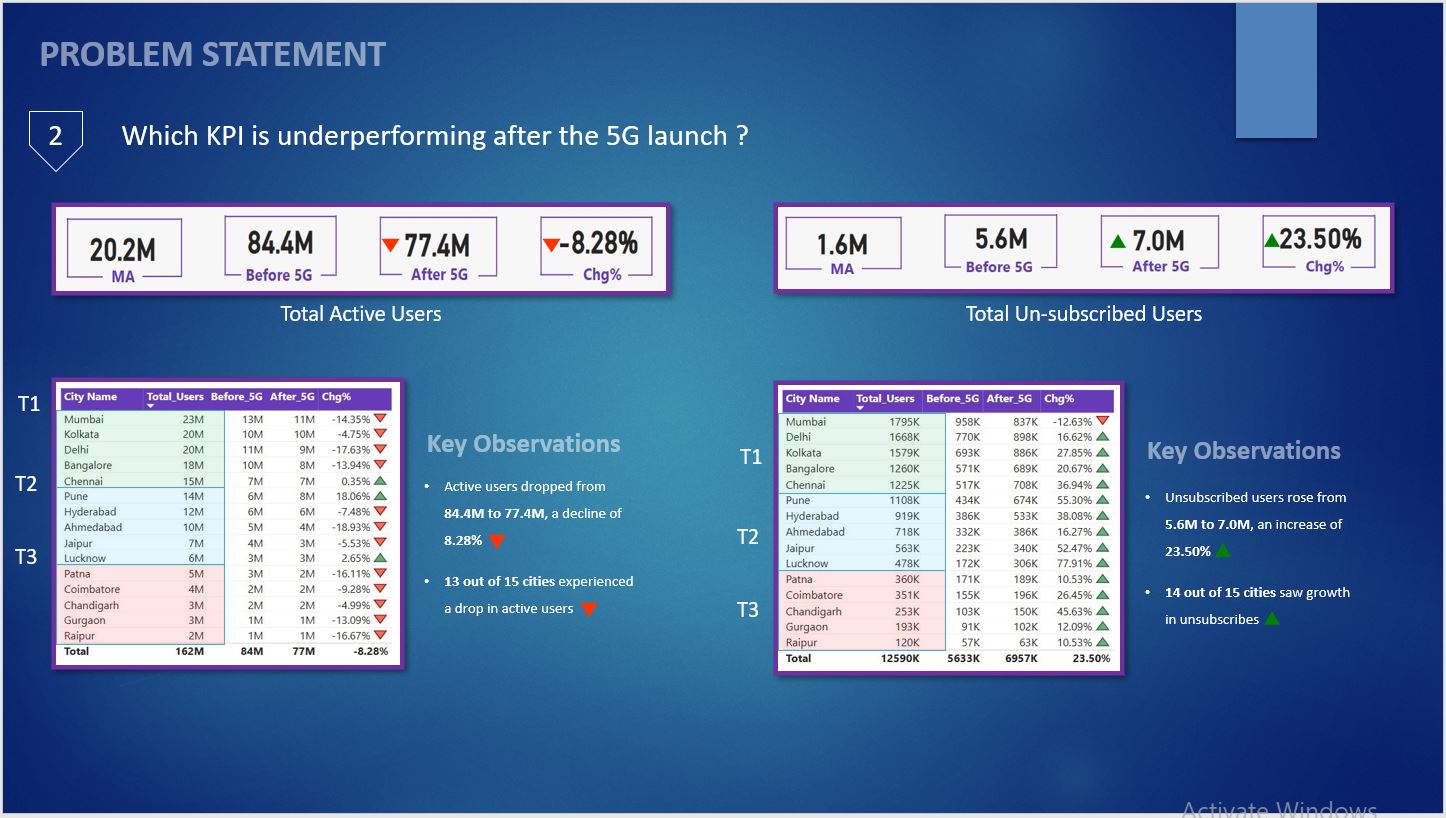 PROBLEM STATEMENT
2
Which KPI is underperforming after the 5G launch ?
20.2M
MA
84.4M
Before 5G
77.4M
After 5G
-8.28%
Chg%
Total Active Users
1.6M
MA
5.6M
Before 5G
7.0M
After 5G
23.50%
Chg%
Total Un-subscribed Users
T1
T2
T3
City Name Total_Users Before_5G After_5G Chg%
Mumbai 23M 13M 11M -14.35%
Kolkata 20M 10M 10M -4.75%
Delhi 20M 11M 9M -17.63%
Bangalore 18M 10M 8M -13.94%
Chennai 15M 7M 7M 0.35%
Pune 14M 6M 8M 18.06%
Hyderabad 12M 6M 6M -7.48%
Ahmedabad 10M 5M 4M -18.93%
Jaipur 7M 4M 4M -5.53%
Lucknow 6M 3M 3M 2.65%
Patna 5M 3M 2M -16.11%
Coimbatore 4M 2M 2M -9.28%
Chandigarh 3M 2M 2M -4.99%
Gurgaon 3M 1M 1M -13.09%
Raipur 2M 1M 1M -16.67%
Total 162M 84M 77M -8.28%
Key Observations
• Active users dropped from
84.4M to 77.4M, a decline of
8.28%
• 13 out of 15 cities experienced
a drop in active users
T1
T2
T3
City Name Total_Users Before_5G After_5G Chg%
Mumbai 1795K 958K 837K -12.63%
Delhi 1668K 770K 898K 16.62%
Kolkata 1579K 693K 886K 27.85%
Bangalore 1260K 571K 689K 20.67%
Chennai 1225K 517K 708K 36.94%
Pune 1108K 434K 674K 55.30%
Hyderabad 919K 386K 533K 38.08%
Ahmedabad 718K 332K 386K 16.27%
Jaipur 563K 223K 340K 52.47%
Lucknow 478K 172K 306K 77.91%
Patna 360K 171K 189K 10.53%
Coimbatore 351K 155K 196K 26.45%
Chandigarh 253K 103K 150K 45.63%
Gurgaon 193K 91K 102K 12.09%
Raipur 120K 57K 63K 10.53%
Total 12590K 5633K 6957K 23.50%
Key Observations
• Unsubscribed users rose from
5.6M to 7.0M, an increase of
23.50%
• 14 out of 15 cities saw growth
in unsubscribes
Activate Windows